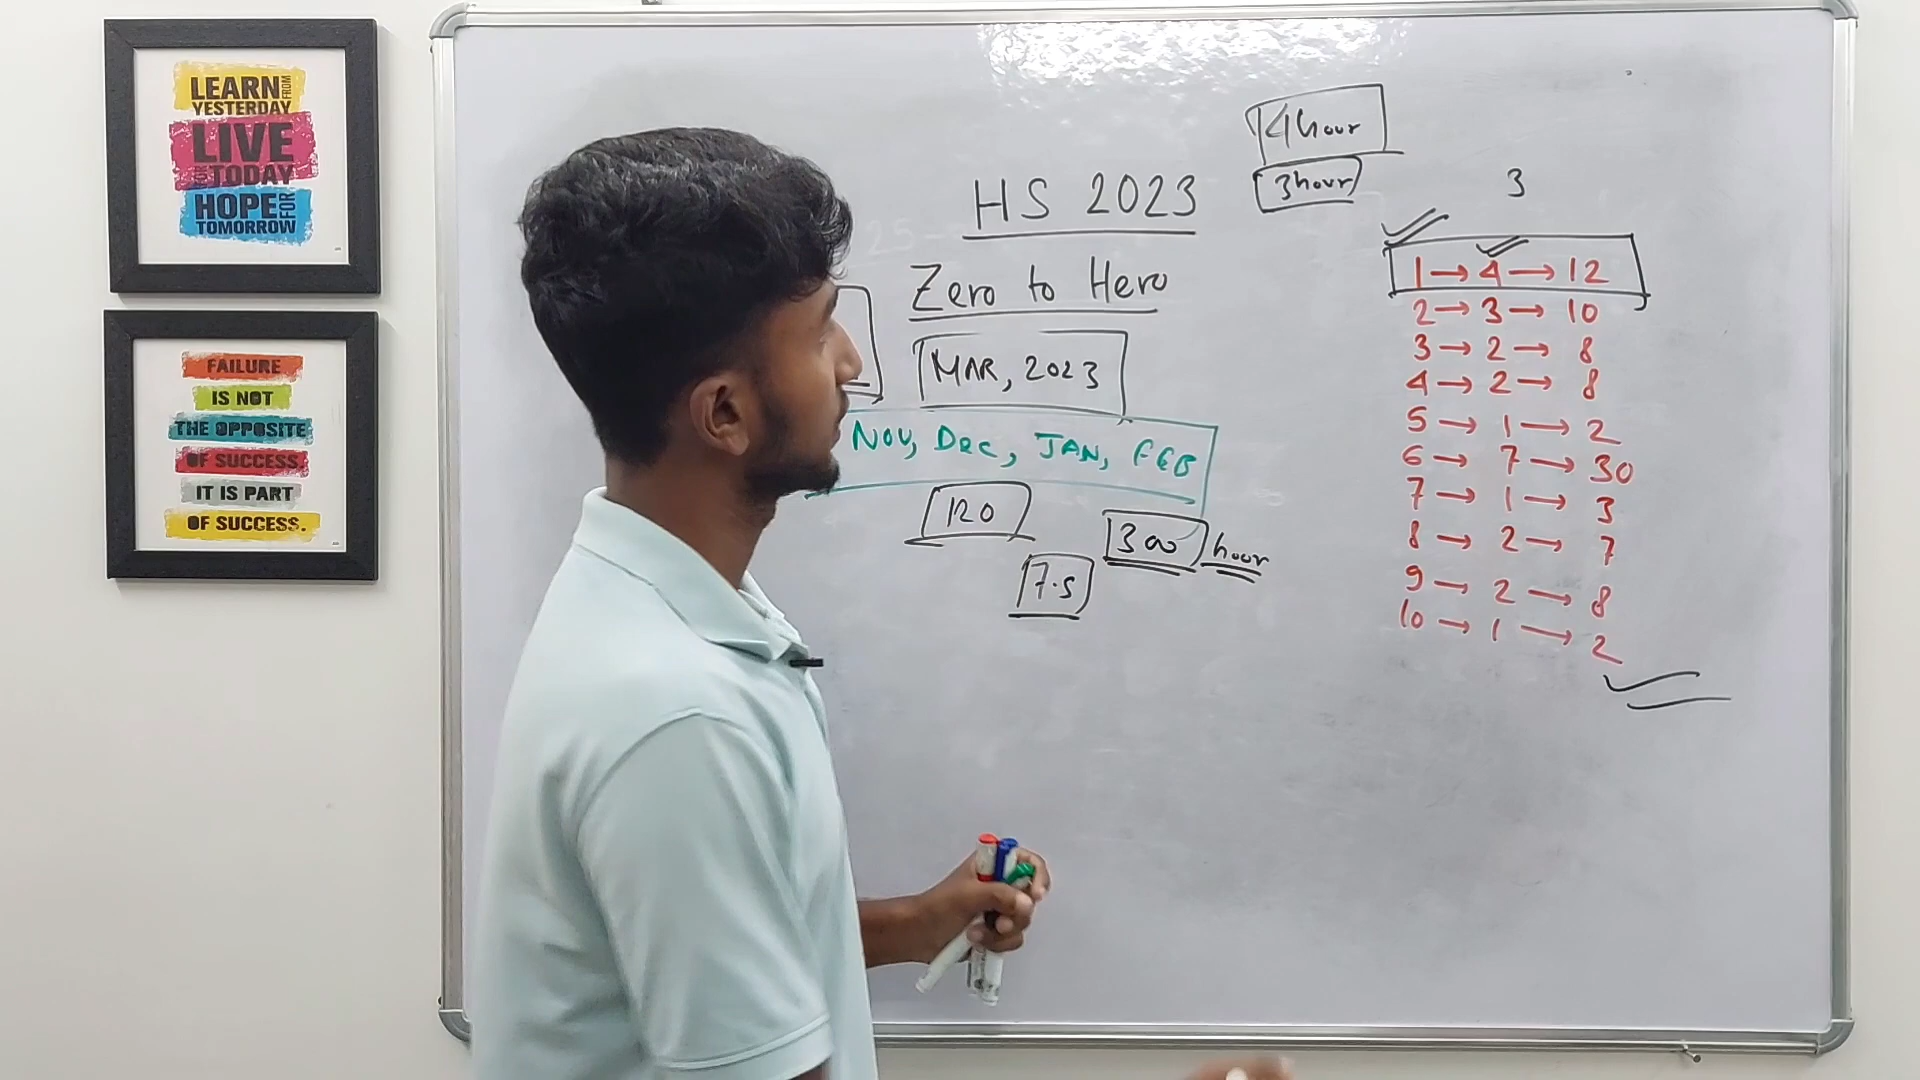 LEARN FROM
YESTERDAY
LIVE
FOR TODAY
HOPE FOR
TOMORROW
FAILURE
IS NOT
THE OPPOSITE
OF SUCCESS.
IT IS PART
OF SUCCESS.
HS 2023
Zero to Hero
MAR, 2023
NOV, DEC, JAN, FEB
120
300 hour
7.5
4 hour
3 hour
3
1 → 4 → 12
2 → 3 → 10
3 → 2 → 8
4 → 2 → 8
5 → 1 → 2
6 → 7 → 30
7 → 1 → 3
8 → 2 → 7
9 → 2 → 8
10 → 1 → 2